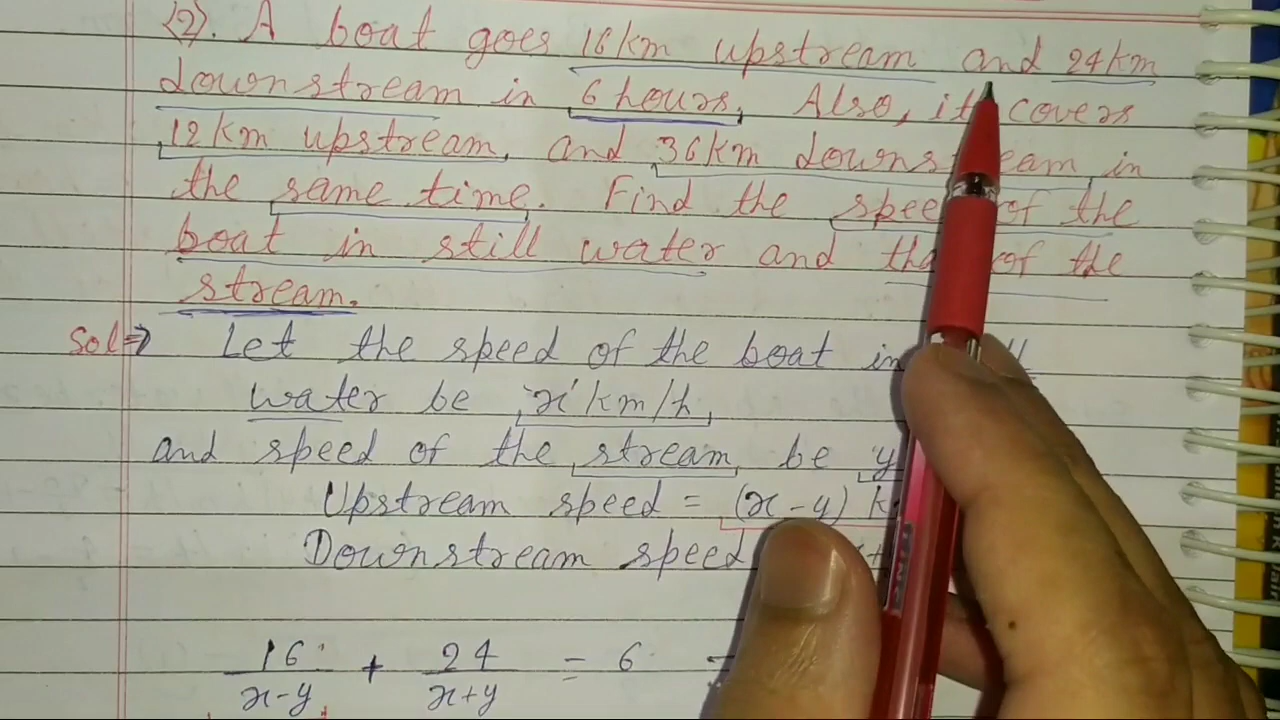 (2). A boat goes 16km upstream and 24km
downstream in 6 hours. Also, it covers
12km upstream, and 36km downstream in
the same time. Find the speed of the
boat in still water and that of the
stream.
Sol⇒ Let the speed of the boat in
water be 'x' km/h,
and speed of the stream, be y
Upstream speed = (x-y) k
Downstream speed
16/(x-y) + 24/(x+y) = 6